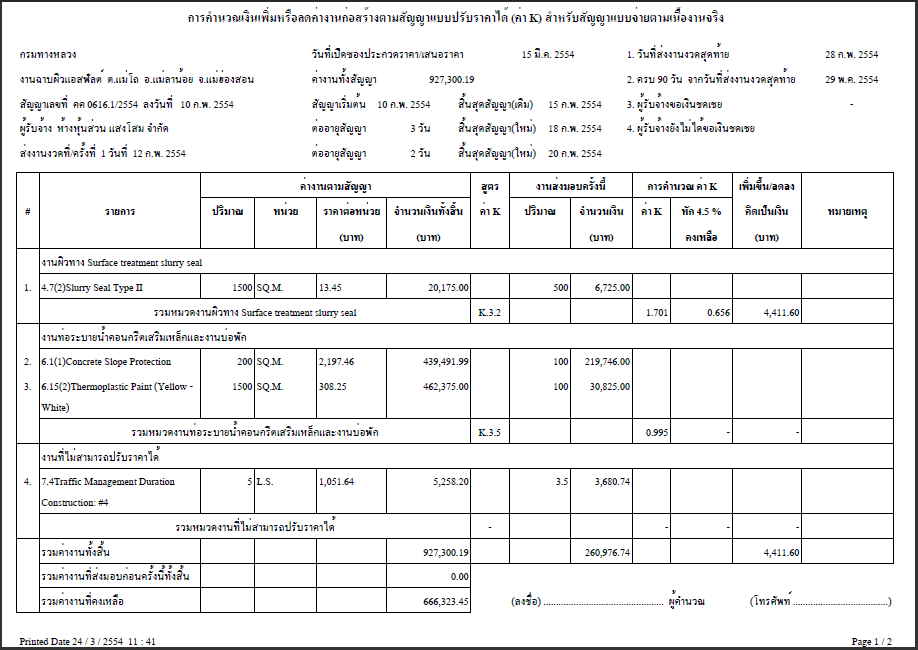 การคำนวณเงินเพิ่มหรือลดค่างานก่อสร้างตามสัญญาแบบปรับราคาได้ (ค่า K) สำหรับสัญญาแบบจ่ายตามเนื้องานจริง
กรมทางหลวง วันที่เปิดซองประกวดราคา/เสนอราคา 15 มี.ค. 2554 1. วันที่ส่งงานงวดสุดท้าย 28 ก.พ. 2554
งานฉาบผิวแอสฟัลต์ ต.แม่โถ อ.แม่ลาน้อย จ.แม่ฮ่องสอน ค่างานทั้งสัญญา 927,300.19 2. ครบ 90 วัน จากวันที่ส่งงานงวดสุดท้าย 29 พ.ค. 2554
สัญญาเลขที่ คค 0616.1/2554 ลงวันที่ 10 ก.พ. 2554 สัญญาเริ่มต้น 10 ก.พ. 2554 สิ้นสุดสัญญา(เดิม) 15 ก.พ. 2554 3. ผู้รับจ้างขอเงินชดเชย -
ผู้รับจ้าง ห้างหุ้นส่วน แสงโสม จำกัด ต่ออายุสัญญา 3 วัน สิ้นสุดสัญญา(ใหม่) 18 ก.พ. 2554 4. ผู้รับจ้างยังไม่ได้ขอเงินชดเชย
ส่งงานงวดที่/ครั้งที่ 1 วันที่ 12 ก.พ. 2554 ต่ออายุสัญญา 2 วัน สิ้นสุดสัญญา(ใหม่) 20 ก.พ. 2554
ค่างานตามสัญญา สูตร งานส่งมอบครั้งนี้ การคำนวณ ค่า K เพิ่มขึ้น/ลดลง
# รายการ ปริมาณ หน่วย ราคาต่อหน่วย จำนวนเงินทั้งสิ้น ค่า K ปริมาณ จำนวนเงิน ค่า K หัก 4.5 % คิดเป็นเงิน หมายเหตุ
(บาท) (บาท) (บาท) คงเหลือ (บาท)
งานผิวทาง Surface treatment slurry seal
1. 4.7(2)Slurry Seal Type II 1500 SQ.M. 13.45 20,175.00 500 6,725.00
รวมหมวดงานผิวทาง Surface treatment slurry seal K.3.2 1.701 0.656 4,411.60
งานท่อระบายน้ำคอนกรีตเสริมเหล็กและงานบ่อพัก
2. 6.1(1)Concrete Slope Protection 200 SQ.M. 2,197.46 439,491.99 100 219,746.00
3. 6.15(2)Thermoplastic Paint (Yellow - 1500 SQ.M. 308.25 462,375.00 100 30,825.00
White)
รวมหมวดงานท่อระบายน้ำคอนกรีตเสริมเหล็กและงานบ่อพัก K.3.5 0.995 - -
งานที่ไม่สามารถปรับราคาได้
4. 7.4Traffic Management Duration 5 L.S. 1,051.64 5,258.20 3.5 3,680.74
Construction: #4
รวมหมวดงานที่ไม่สามารถปรับราคาได้ - - - -
รวมค่างานทั้งสิ้น 927,300.19 260,976.74 4,411.60
รวมค่างานที่ส่งมอบก่อนครั้งนี้ทั้งสิ้น 0.00
รวมค่างานที่คงเหลือ 666,323.45 (ลงชื่อ) ................................................ ผู้คำนวณ (โทรศัพท์ .......................................)
Printed Date 24 / 3 / 2554 11 : 41 Page 1 / 2